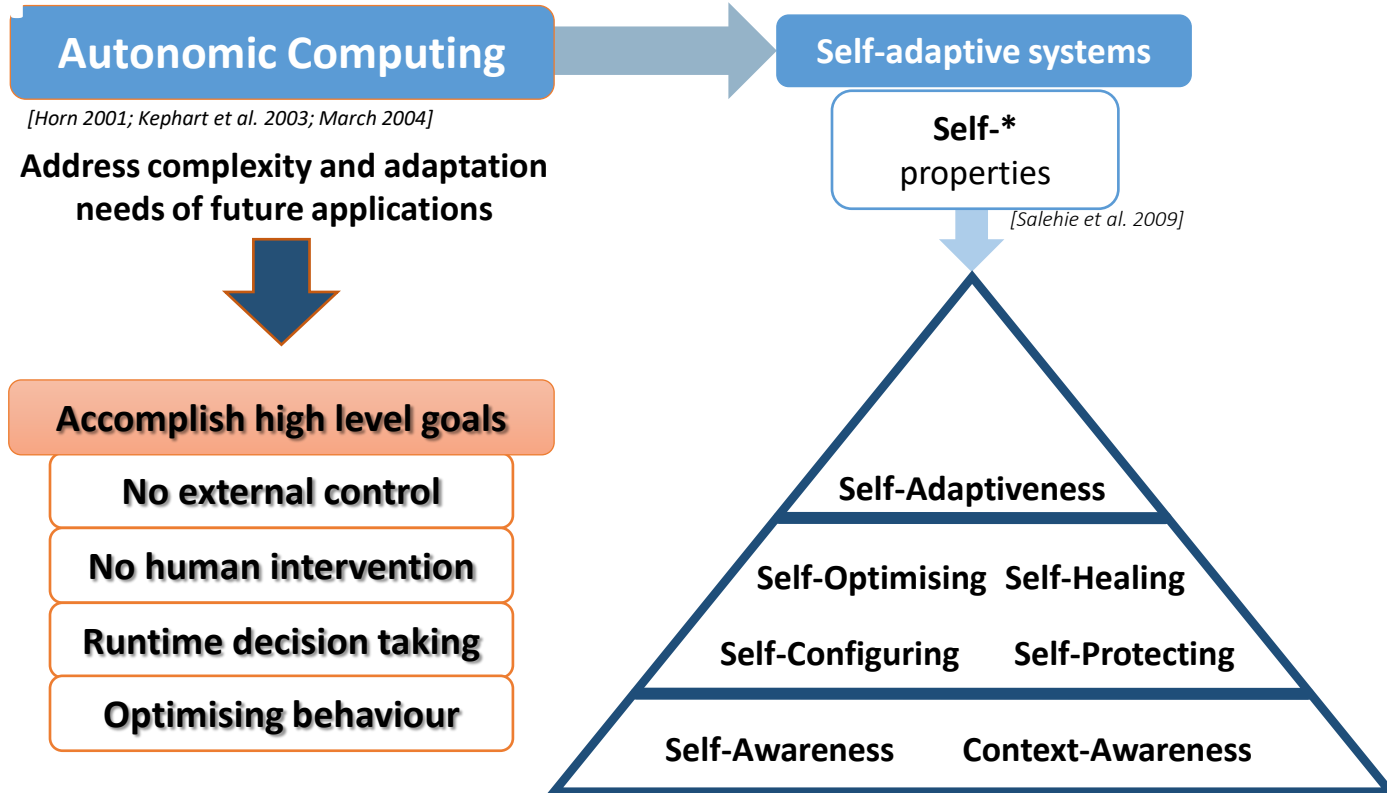 Autonomic Computing
[Horn 2001; Kephart et al. 2003; March 2004]
Address complexity and adaptation
needs of future applications
Accomplish high level goals
No external control
No human intervention
Runtime decision taking
Optimising behaviour
Self-adaptive systems
Self-*
properties
[Salehie et al. 2009]
Self-Adaptiveness
Self-Optimising Self-Healing
Self-Configuring Self-Protecting
Self-Awareness Context-Awareness